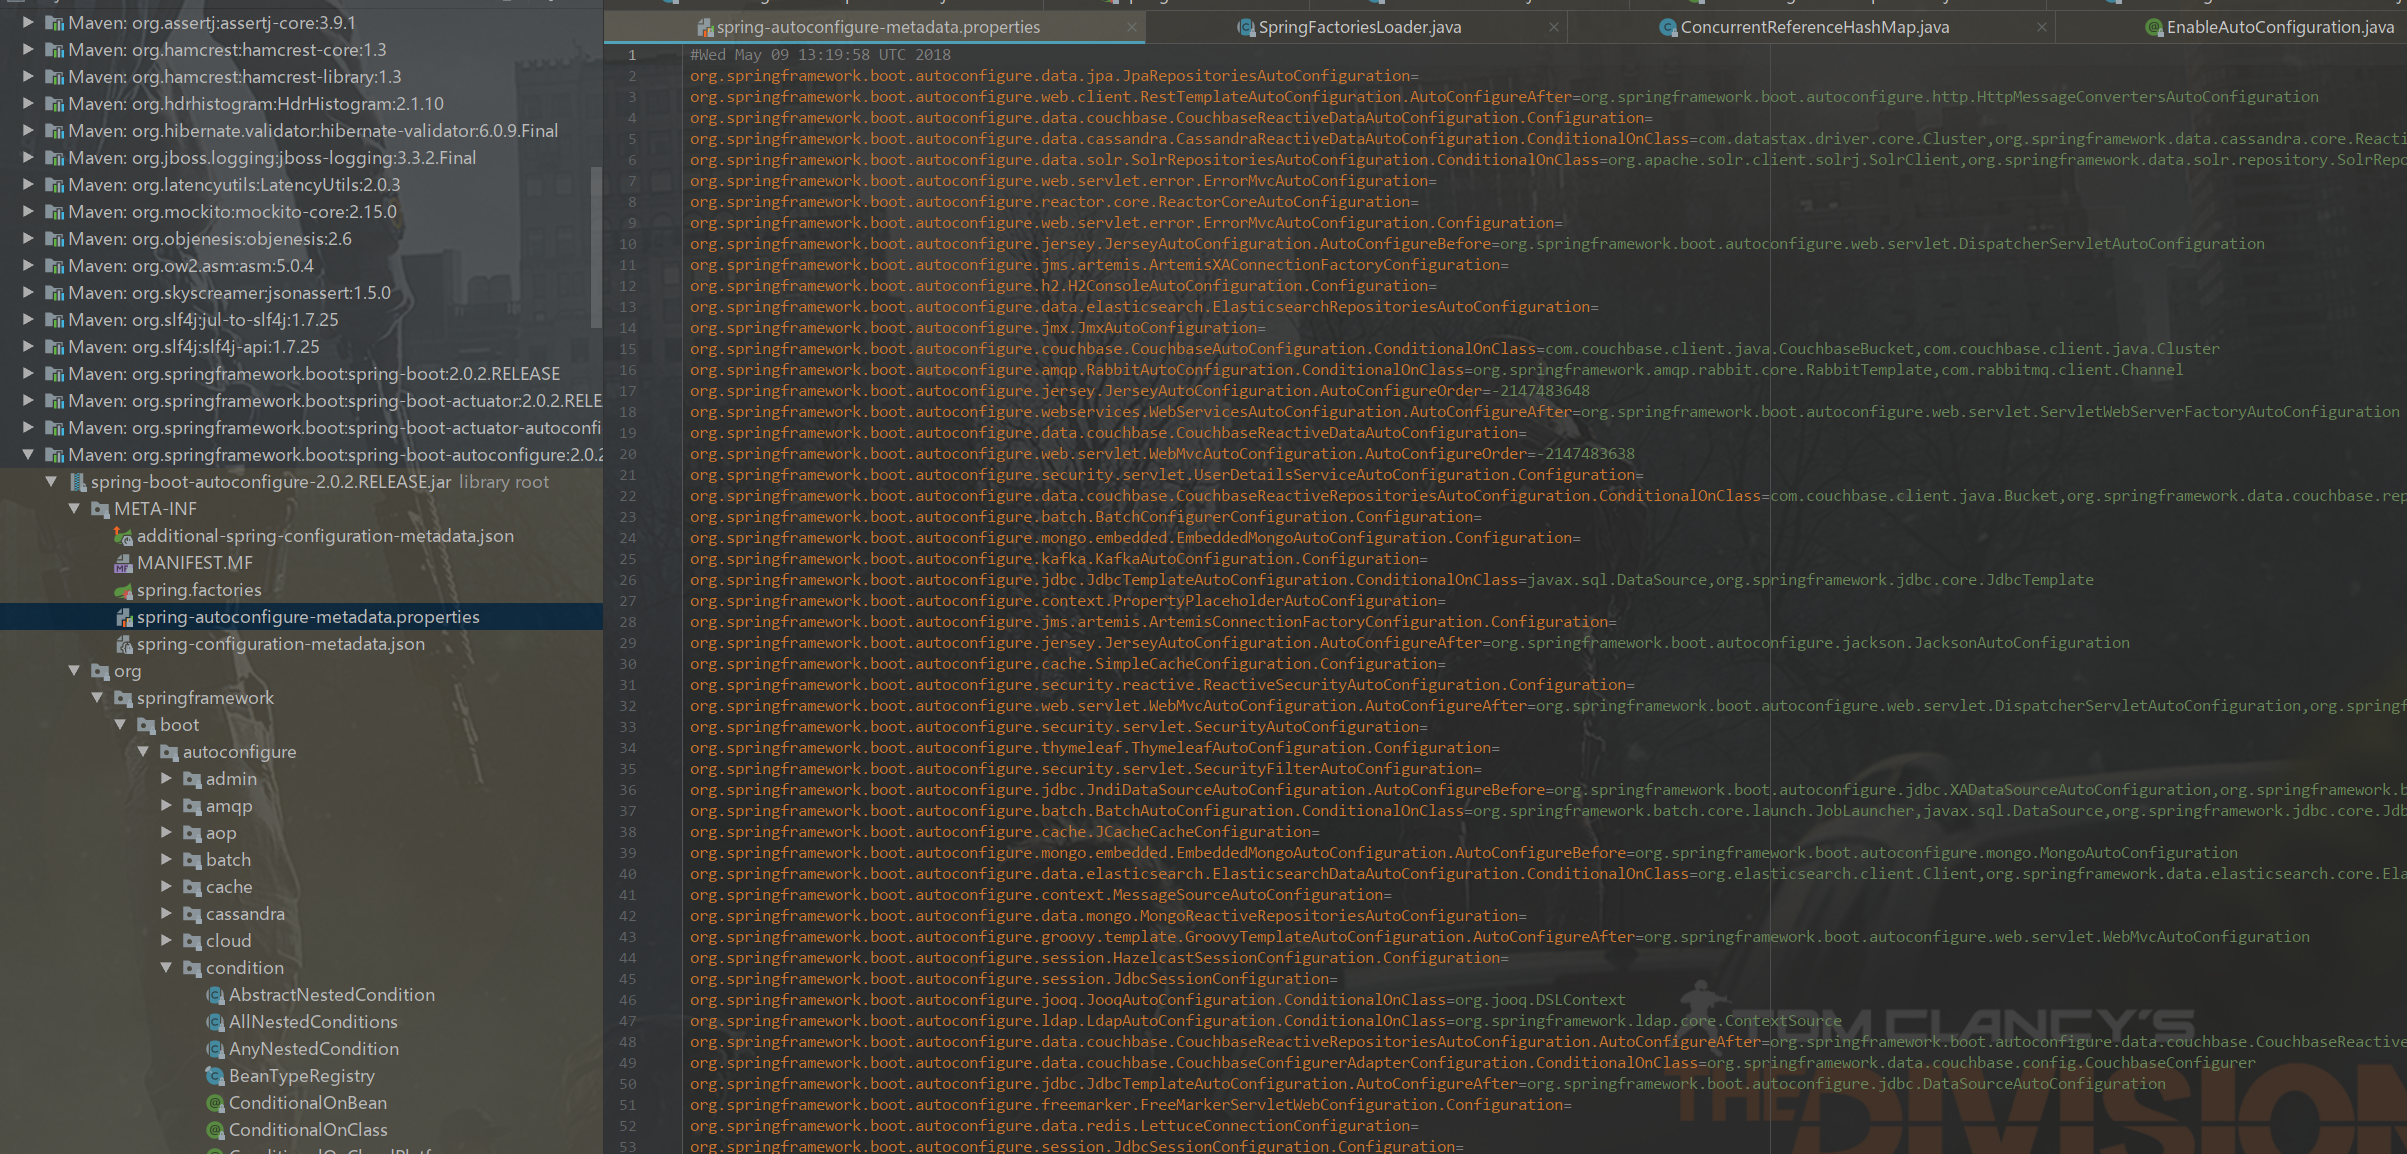 Maven: org.assertj:assertj-core:3.9.1
Maven: org.hamcrest:hamcrest-core:1.3
Maven: org.hamcrest:hamcrest-library:1.3
Maven: org.hdrhistogram:HdrHistogram:2.1.10
Maven: org.hibernate.validator:hibernate-validator:6.0.9.Final
Maven: org.jboss.logging:jboss-logging:3.3.2.Final
Maven: org.latencyutils:LatencyUtils:2.0.3
Maven: org.mockito:mockito-core:2.15.0
Maven: org.objenesis:objenesis:2.6
Maven: org.ow2.asm:asm:5.0.4
Maven: org.skyscreamer:jsonassert:1.5.0
Maven: org.slf4j:jul-to-slf4j:1.7.25
Maven: org.slf4j:slf4j-api:1.7.25
Maven: org.springframework.boot:spring-boot:2.0.2.RELEASE
Maven: org.springframework.boot:spring-boot-actuator:2.0.2.RELE
Maven: org.springframework.boot:spring-boot-actuator-autoconfi
Maven: org.springframework.boot:spring-boot-autoconfigure:2.0.2
spring-boot-autoconfigure-2.0.2.RELEASE.jar library root
META-INF
additional-spring-configuration-metadata.json
MANIFEST.MF
spring.factories
spring-autoconfigure-metadata.properties
spring-configuration-metadata.json
org
springframework
boot
autoconfigure
admin
amqp
aop
batch
cache
cassandra
cloud
condition
AbstractNestedCondition
AllNestedConditions
AnyNestedCondition
BeanTypeRegistry
ConditionalOnBean
ConditionalOnClass
spring-autoconfigure-metadata.properties
SpringFactoriesLoader.java
ConcurrentReferenceHashMap.java
EnableAutoConfiguration.java
1 #Wed May 09 13:19:58 UTC 2018
2 org.springframework.boot.autoconfigure.data.jpa.JpaRepositoriesAutoConfiguration=
3 org.springframework.boot.autoconfigure.web.client.RestTemplateAutoConfiguration.AutoConfigureAfter=org.springframework.boot.autoconfigure.http.HttpMessageConvertersAutoConfiguration
4 org.springframework.boot.autoconfigure.data.couchbase.CouchbaseReactiveDataAutoConfiguration.Configuration=
5 org.springframework.boot.autoconfigure.data.cassandra.CassandraReactiveDataAutoConfiguration.ConditionalOnClass=com.datastax.driver.core.Cluster,org.springframework.data.cassandra.core.Reacti
6 org.springframework.boot.autoconfigure.data.solr.SolrRepositoriesAutoConfiguration.ConditionalOnClass=org.apache.solr.client.solrj.SolrClient,org.springframework.data.solr.repository.SolrRepo
7 org.springframework.boot.autoconfigure.web.servlet.error.ErrorMvcAutoConfiguration=
8 org.springframework.boot.autoconfigure.reactor.core.ReactorCoreAutoConfiguration=
9 org.springframework.boot.autoconfigure.web.servlet.error.ErrorMvcAutoConfiguration.Configuration=
10 org.springframework.boot.autoconfigure.jersey.JerseyAutoConfiguration.AutoConfigureBefore=org.springframework.boot.autoconfigure.web.servlet.DispatcherServletAutoConfiguration
11 org.springframework.boot.autoconfigure.jms.artemis.ArtemisXAConnectionFactoryConfiguration=
12 org.springframework.boot.autoconfigure.h2.H2ConsoleAutoConfiguration.Configuration=
13 org.springframework.boot.autoconfigure.data.elasticsearch.ElasticsearchRepositoriesAutoConfiguration=
14 org.springframework.boot.autoconfigure.jmx.JmxAutoConfiguration=
15 org.springframework.boot.autoconfigure.couchbase.CouchbaseAutoConfiguration.ConditionalOnClass=com.couchbase.client.java.CouchbaseBucket,com.couchbase.client.java.Cluster
16 org.springframework.boot.autoconfigure.amqp.RabbitAutoConfiguration.ConditionalOnClass=org.springframework.amqp.rabbit.core.RabbitTemplate,com.rabbitmq.client.Channel
17 org.springframework.boot.autoconfigure.jersey.JerseyAutoConfiguration.AutoConfigureOrder=-2147483648
18 org.springframework.boot.autoconfigure.webservices.WebServicesAutoConfiguration.AutoConfigureAfter=org.springframework.boot.autoconfigure.web.servlet.ServletWebServerFactoryAutoConfiguration
19 org.springframework.boot.autoconfigure.data.couchbase.CouchbaseReactiveDataAutoConfiguration=
20 org.springframework.boot.autoconfigure.web.servlet.WebMvcAutoConfiguration.AutoConfigureOrder=-2147483638
21 org.springframework.boot.autoconfigure.security.servlet.UserDetailsServiceAutoConfiguration.Configuration=
22 org.springframework.boot.autoconfigure.data.couchbase.CouchbaseReactiveRepositoriesAutoConfiguration.ConditionalOnClass=com.couchbase.client.java.Bucket,org.springframework.data.couchbase.rep
23 org.springframework.boot.autoconfigure.batch.BatchConfigurerConfiguration.Configuration=
24 org.springframework.boot.autoconfigure.mongo.embedded.EmbeddedMongoAutoConfiguration.Configuration=
25 org.springframework.boot.autoconfigure.kafka.KafkaAutoConfiguration.Configuration=
26 org.springframework.boot.autoconfigure.jdbc.JdbcTemplateAutoConfiguration.ConditionalOnClass=javax.sql.DataSource,org.springframework.jdbc.core.JdbcTemplate
27 org.springframework.boot.autoconfigure.context.PropertyPlaceholderAutoConfiguration=
28 org.springframework.boot.autoconfigure.jms.artemis.ArtemisConnectionFactoryConfiguration.Configuration=
29 org.springframework.boot.autoconfigure.jersey.JerseyAutoConfiguration.AutoConfigureAfter=org.springframework.boot.autoconfigure.jackson.JacksonAutoConfiguration
30 org.springframework.boot.autoconfigure.cache.SimpleCacheConfiguration.Configuration=
31 org.springframework.boot.autoconfigure.security.reactive.ReactiveSecurityAutoConfiguration.Configuration=
32 org.springframework.boot.autoconfigure.web.servlet.WebMvcAutoConfiguration.AutoConfigureAfter=org.springframework.boot.autoconfigure.web.servlet.DispatcherServletAutoConfiguration,org.springf
33 org.springframework.boot.autoconfigure.security.servlet.SecurityAutoConfiguration=
34 org.springframework.boot.autoconfigure.thymeleaf.ThymeleafAutoConfiguration.Configuration=
35 org.springframework.boot.autoconfigure.security.servlet.SecurityFilterAutoConfiguration=
36 org.springframework.boot.autoconfigure.jdbc.JndiDataSourceAutoConfiguration.AutoConfigureBefore=org.springframework.boot.autoconfigure.jdbc.XADataSourceAutoConfiguration,org.springframework.b
37 org.springframework.boot.autoconfigure.batch.BatchAutoConfiguration.ConditionalOnClass=org.springframework.batch.core.launch.JobLauncher,javax.sql.DataSource,org.springframework.jdbc.core.Jdb
38 org.springframework.boot.autoconfigure.cache.JCacheCacheConfiguration=
39 org.springframework.boot.autoconfigure.mongo.embedded.EmbeddedMongoAutoConfiguration.AutoConfigureBefore=org.springframework.boot.autoconfigure.mongo.MongoAutoConfiguration
40 org.springframework.boot.autoconfigure.data.elasticsearch.ElasticsearchDataAutoConfiguration.ConditionalOnClass=org.elasticsearch.client.Client,org.springframework.data.elasticsearch.core.Ela
41 org.springframework.boot.autoconfigure.context.MessageSourceAutoConfiguration=
42 org.springframework.boot.autoconfigure.data.mongo.MongoReactiveRepositoriesAutoConfiguration=
43 org.springframework.boot.autoconfigure.groovy.template.GroovyTemplateAutoConfiguration.AutoConfigureAfter=org.springframework.boot.autoconfigure.web.servlet.WebMvcAutoConfiguration
44 org.springframework.boot.autoconfigure.session.HazelcastSessionConfiguration.Configuration=
45 org.springframework.boot.autoconfigure.session.JdbcSessionConfiguration=
46 org.springframework.boot.autoconfigure.jooq.JooqAutoConfiguration.ConditionalOnClass=org.jooq.DSLContext
47 org.springframework.boot.autoconfigure.ldap.LdapAutoConfiguration.ConditionalOnClass=org.springframework.ldap.core.ContextSource
48 org.springframework.boot.autoconfigure.data.couchbase.CouchbaseReactiveRepositoriesAutoConfiguration.AutoConfigureAfter=org.springframework.boot.autoconfigure.data.couchbase.CouchbaseReactive
49 org.springframework.boot.autoconfigure.data.couchbase.CouchbaseConfigurerAdapterConfiguration.ConditionalOnClass=org.springframework.data.couchbase.config.CouchbaseConfigurer
50 org.springframework.boot.autoconfigure.jdbc.JdbcTemplateAutoConfiguration.AutoConfigureAfter=org.springframework.boot.autoconfigure.jdbc.DataSourceAutoConfiguration
51 org.springframework.boot.autoconfigure.freemarker.FreeMarkerServletWebConfiguration.Configuration=
52 org.springframework.boot.autoconfigure.data.redis.LettuceConnectionConfiguration=
53 org.springframework.boot.autoconfigure.session.JdbcSessionConfiguration.Configuration=
TOM CLANCY'S
THE DIVISION